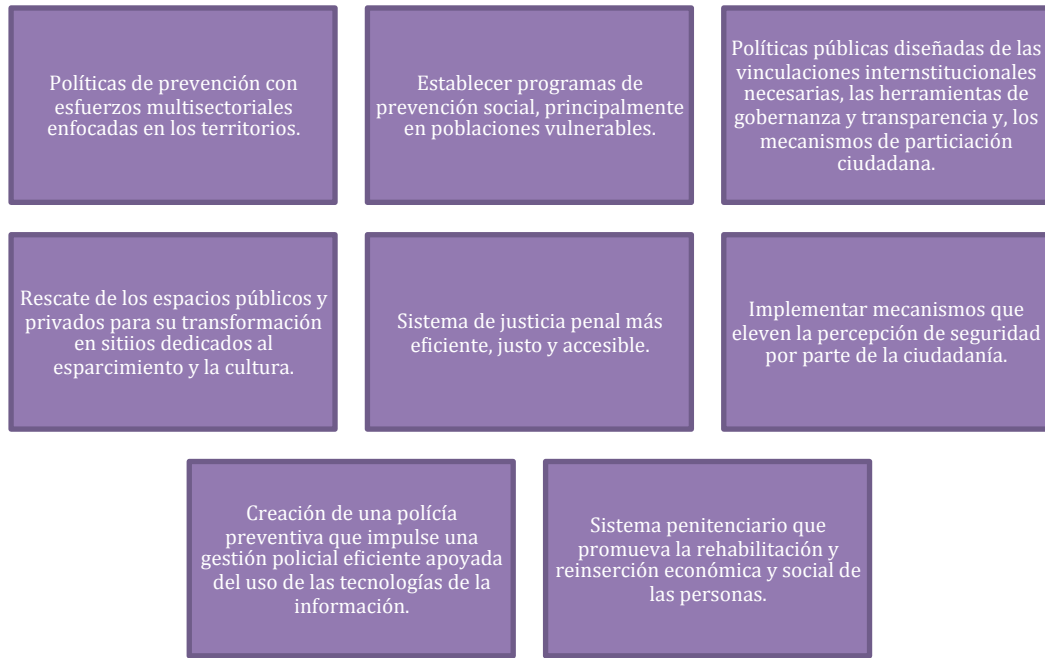 Políticas de prevención con
esfuerzos multisectoriales
enfocadas en los territorios.
Establecer programas de
prevención social, principalmente
en poblaciones vulnerables.
Políticas públicas diseñadas de las
vinculaciones internstitucionales
necesarias, las herramientas de
gobernanza y transparencia y, los
mecanismos de particiación
ciudadana.
Rescate de los espacios públicos y
privados para su transformación
en sitiios dedicados al
esparcimiento y la cultura.
Sistema de justicia penal más
eficiente, justo y accesible.
Implementar mecanismos que
eleven la percepción de seguridad
por parte de la ciudadanía.
Creación de una polícía
preventiva que impulse una
gestión policial eficiente apoyada
del uso de las tecnologías de la
información.
Sistema penitenciario que
promueva la rehabilitación y
reinserción económica y social de
las personas.